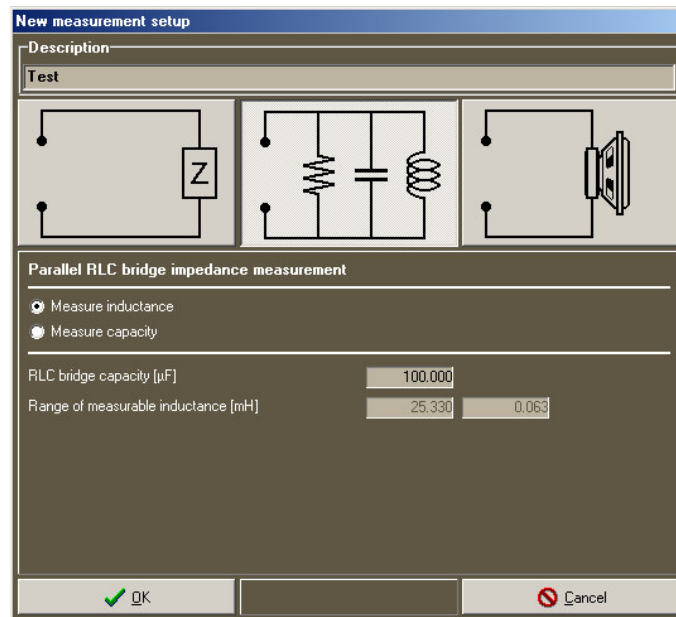 New measurement setup
Description
Test
Z
Parallel RLC bridge impedance measurement
Measure inductance
Measure capacity
RLC bridge capacity [µF] 100.000
Range of measurable inductance [mH] 25.330 0.063
OK Cancel